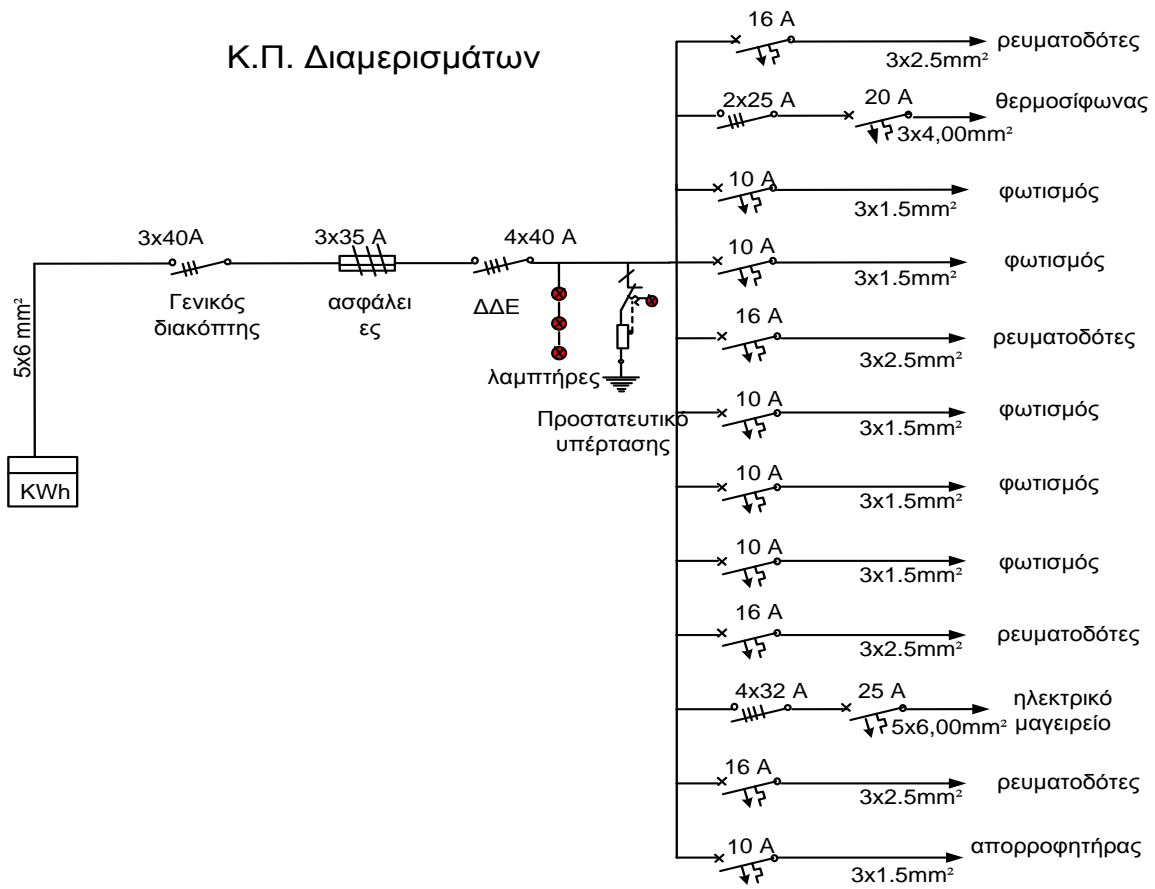 Κ.Π. Διαμερισμάτων
5x6 mm²
KWh
3x40A
Γενικός
διακόπτης
3x35 A
ασφάλει
ες
4x40 A
ΔΔΕ
λαμπτήρες
Προστατευτικό
υπέρτασης
16 A
3x2.5mm²
ρευματοδότες
2x25 A
20 A
3x4,00mm²
θερμοσίφωνας
10 A
3x1.5mm²
φωτισμός
10 A
3x1.5mm²
φωτισμός
16 A
3x2.5mm²
ρευματοδότες
10 A
3x1.5mm²
φωτισμός
10 A
3x1.5mm²
φωτισμός
10 A
3x1.5mm²
φωτισμός
16 A
3x2.5mm²
ρευματοδότες
4x32 A
25 A
5x6,00mm²
ηλεκτρικό
μαγειρείο
16 A
3x2.5mm²
ρευματοδότες
10 A
3x1.5mm²
απορροφητήρας